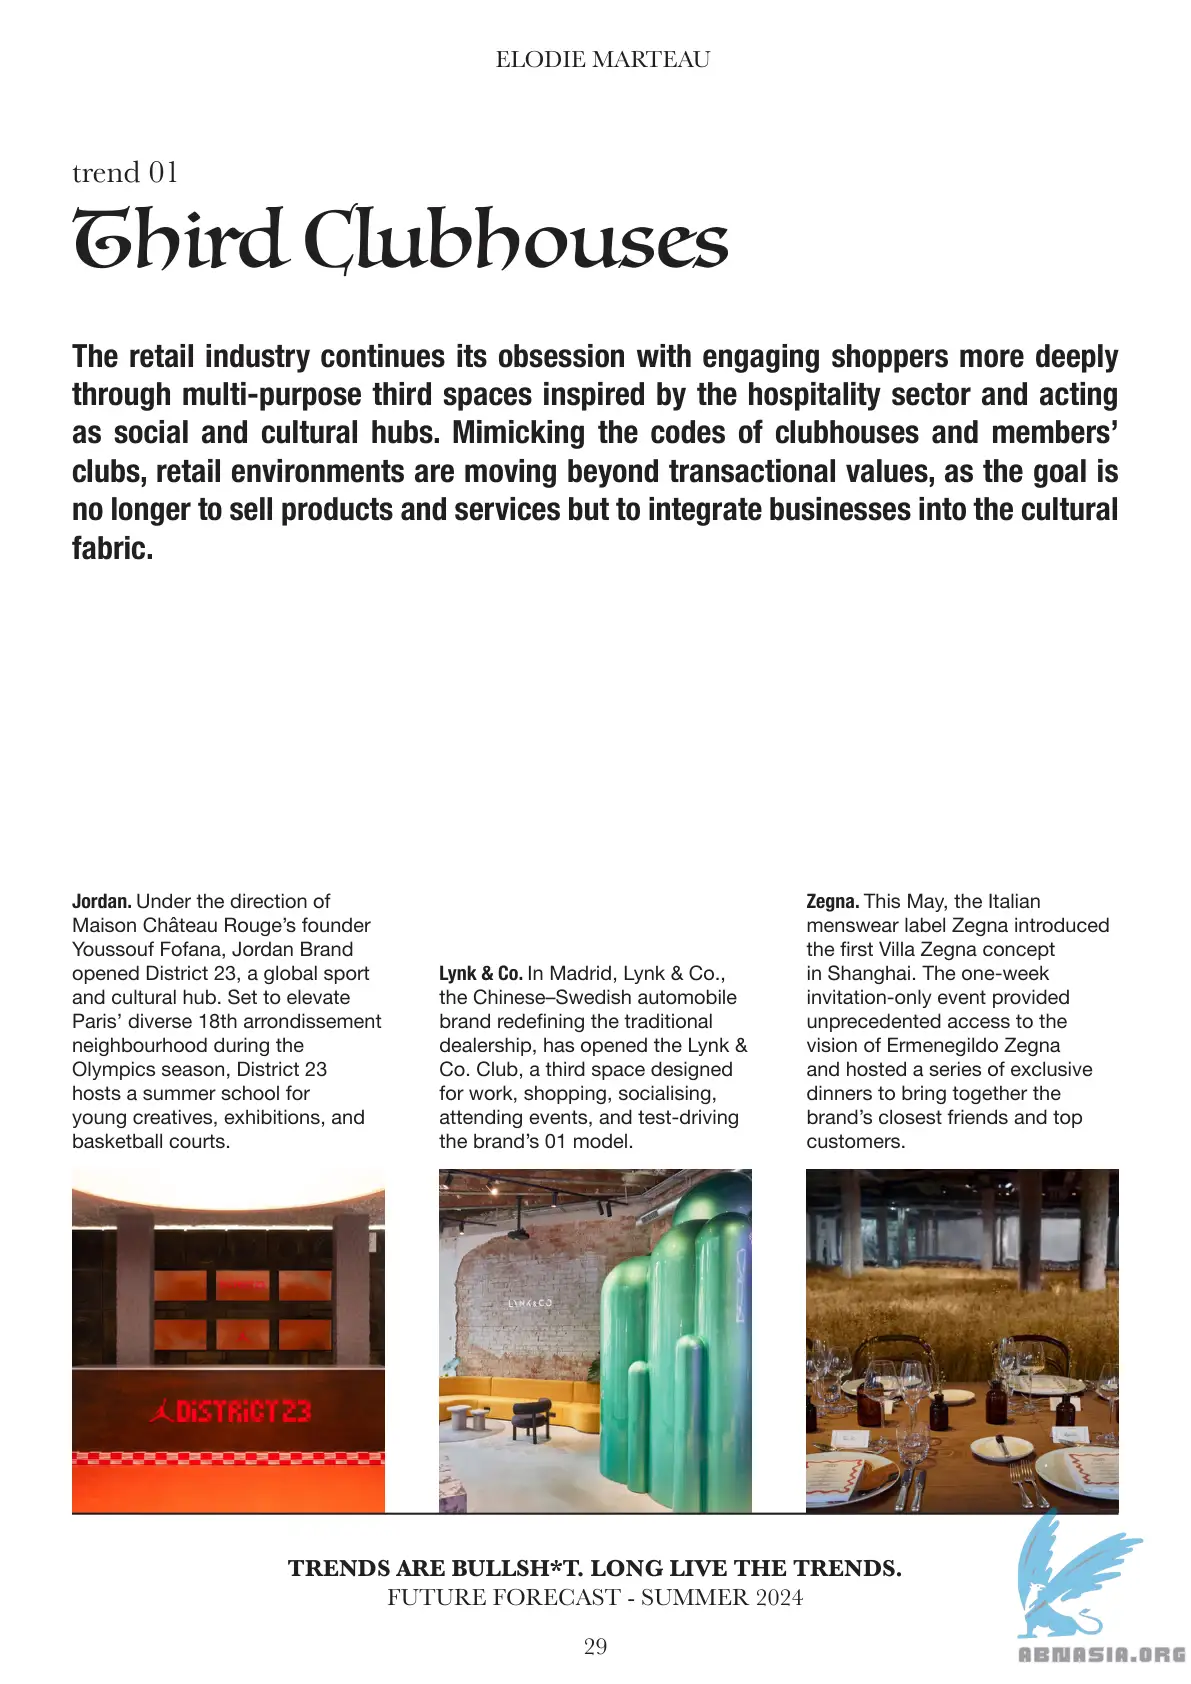 ELODIE MARTEAU
trend 01
Third Clubhouses
The retail industry continues its obsession with engaging shoppers more deeply
through multi-purpose third spaces inspired by the hospitality sector and acting
as social and cultural hubs. Mimicking the codes of clubhouses and members’
clubs, retail environments are moving beyond transactional values, as the goal is
no longer to sell products and services but to integrate businesses into the cultural
fabric.
Jordan. Under the direction of
Maison Château Rouge’s founder
Youssouf Fofana, Jordan Brand
opened District 23, a global sport
and cultural hub. Set to elevate
Paris’ diverse 18th arrondissement
neighbourhood during the
Olympics season, District 23
hosts a summer school for
young creatives, exhibitions, and
basketball courts.
Lynk & Co. In Madrid, Lynk & Co.,
the Chinese–Swedish automobile
brand redefining the traditional
dealership, has opened the Lynk &
Co. Club, a third space designed
for work, shopping, socialising,
attending events, and test-driving
the brand’s 01 model.
Zegna. This May, the Italian
menswear label Zegna introduced
the first Villa Zegna concept
in Shanghai. The one-week
invitation-only event provided
unprecedented access to the
vision of Ermenegildo Zegna
and hosted a series of exclusive
dinners to bring together the
brand’s closest friends and top
customers.
DISTRICT 23
LYNK&CO
TRENDS ARE BULLSH*T. LONG LIVE THE TRENDS.
FUTURE FORECAST - SUMMER 2024
29
ABNASIA.ORG